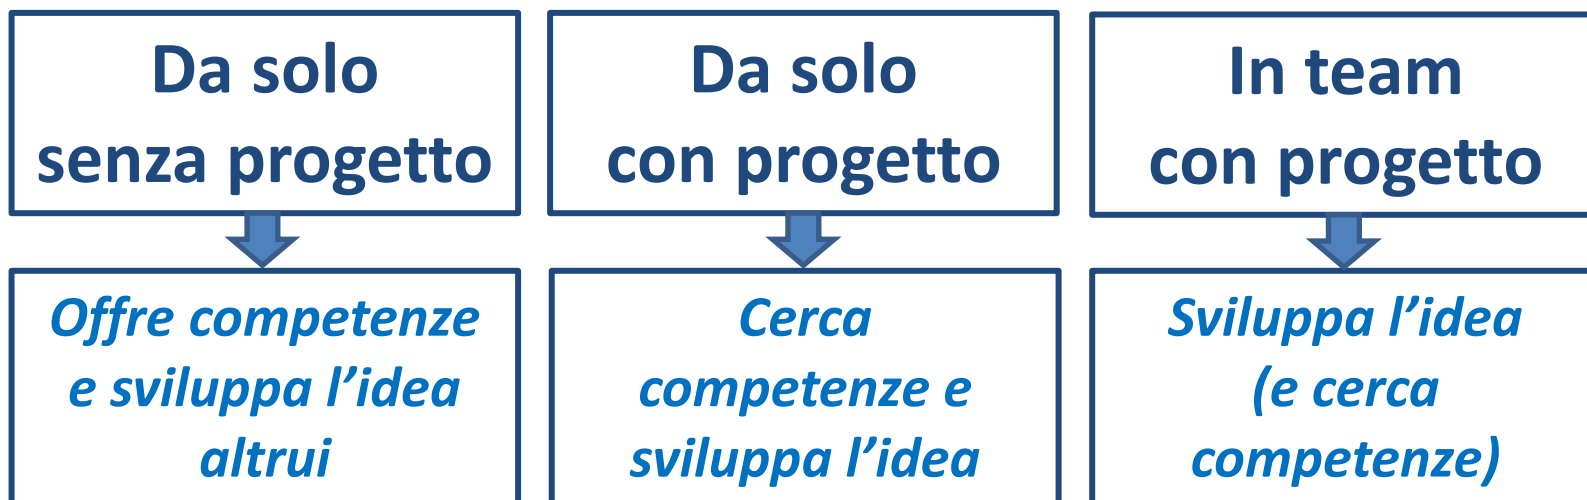 Da solo
senza progetto
Da solo
con progetto
In team
con progetto
Offre competenze
e sviluppa l’idea
altrui
Cerca
competenze e
sviluppa l’idea
Sviluppa l’idea
(e cerca
competenze)